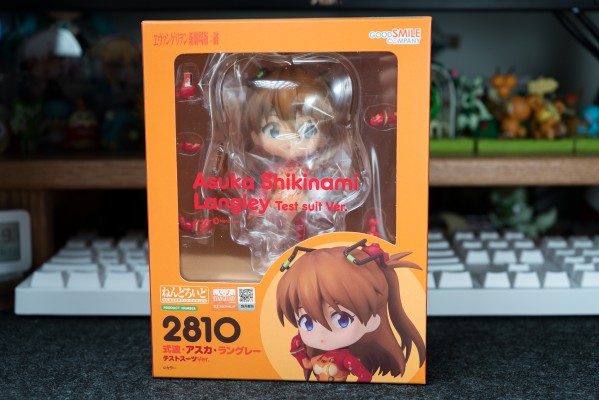 ヱヴァンゲリヲン新劇場版:破
GOOD SMILE
COMPANY
Asuka Shikinami
Langley Test suit Ver.
ねんどろいど
2810
式波・アスカ・ラングレー
テストスーツVer.